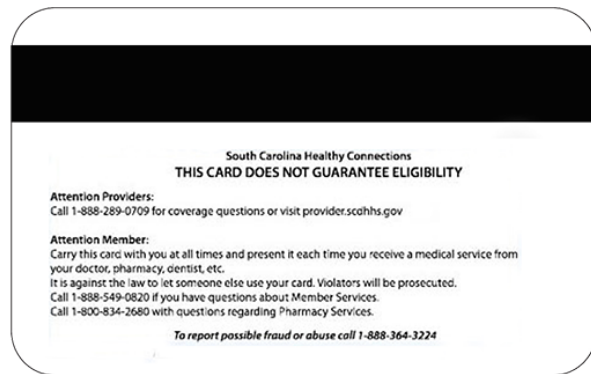 South Carolina Healthy Connections
THIS CARD DOES NOT GUARANTEE ELIGIBILITY
Attention Providers:
Call 1-888-289-0709 for coverage questions or visit provider.scdhhs.gov
Attention Member:
Carry this card with you at all times and present it each time you receive a medical service from
your doctor, pharmacy, dentist, etc.
It is against the law to let someone else use your card. Violators will be prosecuted.
Call 1-888-549-0820 if you have questions about Member Services.
Call 1-800-834-2680 with questions regarding Pharmacy Services.
To report possible fraud or abuse call 1-888-364-3224